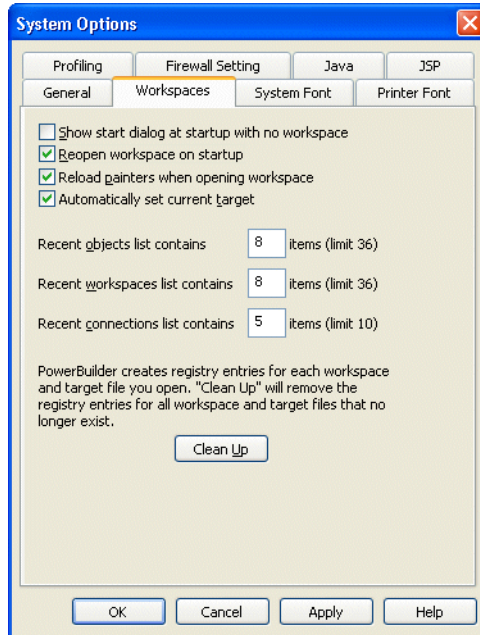 System Options
Profiling Firewall Setting Java JSP
General Workspaces System Font Printer Font
Show start dialog at startup with no workspace
Reopen workspace on startup
Reload painters when opening workspace
Automatically set current target
Recent objects list contains 8 items (limit 36)
Recent workspaces list contains 8 items (limit 36)
Recent connections list contains 5 items (limit 10)
PowerBuilder creates registry entries for each workspace
and target file you open. "Clean Up" will remove the
registry entries for all workspace and target files that no
longer exist.
Clean Up
OK Cancel Apply Help